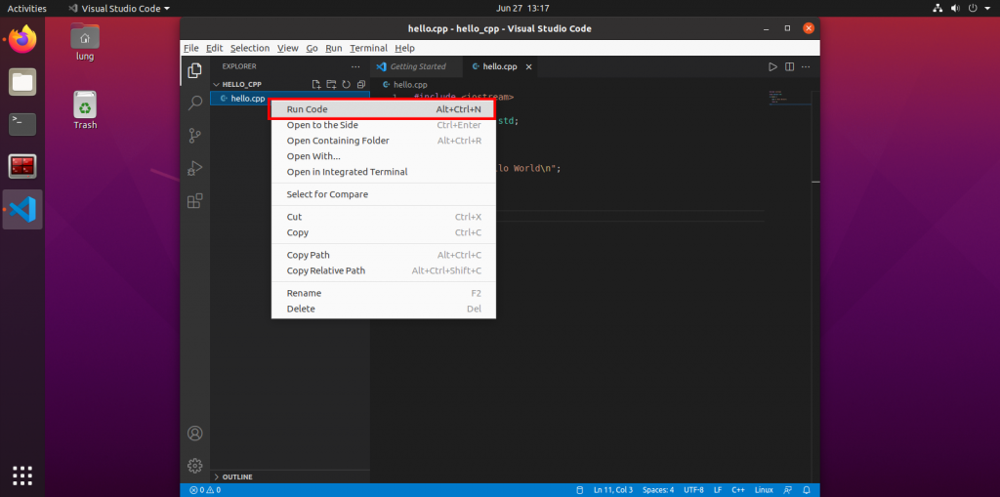 Activities Visual Studio Code Jun 27 13:17
lung
Trash
hello.cpp - hello_cpp - Visual Studio Code
File Edit Selection View Go Run Terminal Help
EXPLORER
Getting Started hello.cpp
HELLO_CPP
hello.cpp
hello.cpp
1 #include <iostream>
std;
lo World\n";
Run Code Alt+Ctrl+N
Open to the Side Ctrl+Enter
Open Containing Folder Alt+Ctrl+R
Open With...
Open in Integrated Terminal
Select for Compare
Cut Ctrl+X
Copy Ctrl+C
Copy Path Alt+Ctrl+C
Copy Relative Path Alt+Ctrl+Shift+C
Rename F2
Delete Del
OUTLINE
0 0 Ln 11, Col 3 Spaces: 4 UTF-8 LF C++ Linux